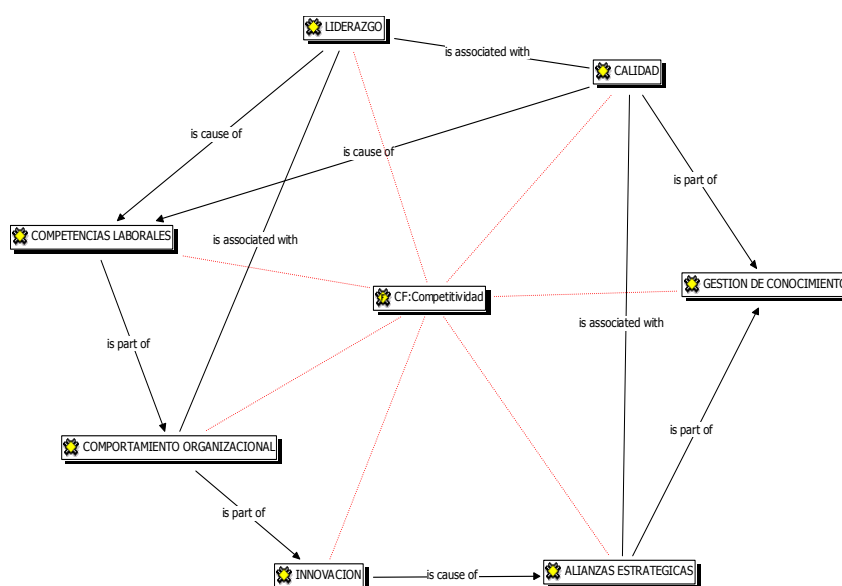 LIDERAZGO
is associated with
CALIDAD
is cause of
is cause of
is part of
COMPETENCIAS LABORALES
is associated with
GESTION DE CONOCIMIENTO
CF:Competitividad
is associated with
is part of
is part of
COMPORTAMIENTO ORGANIZACIONAL
is part of
INNOVACION
is cause of
ALIANZAS ESTRATEGICAS